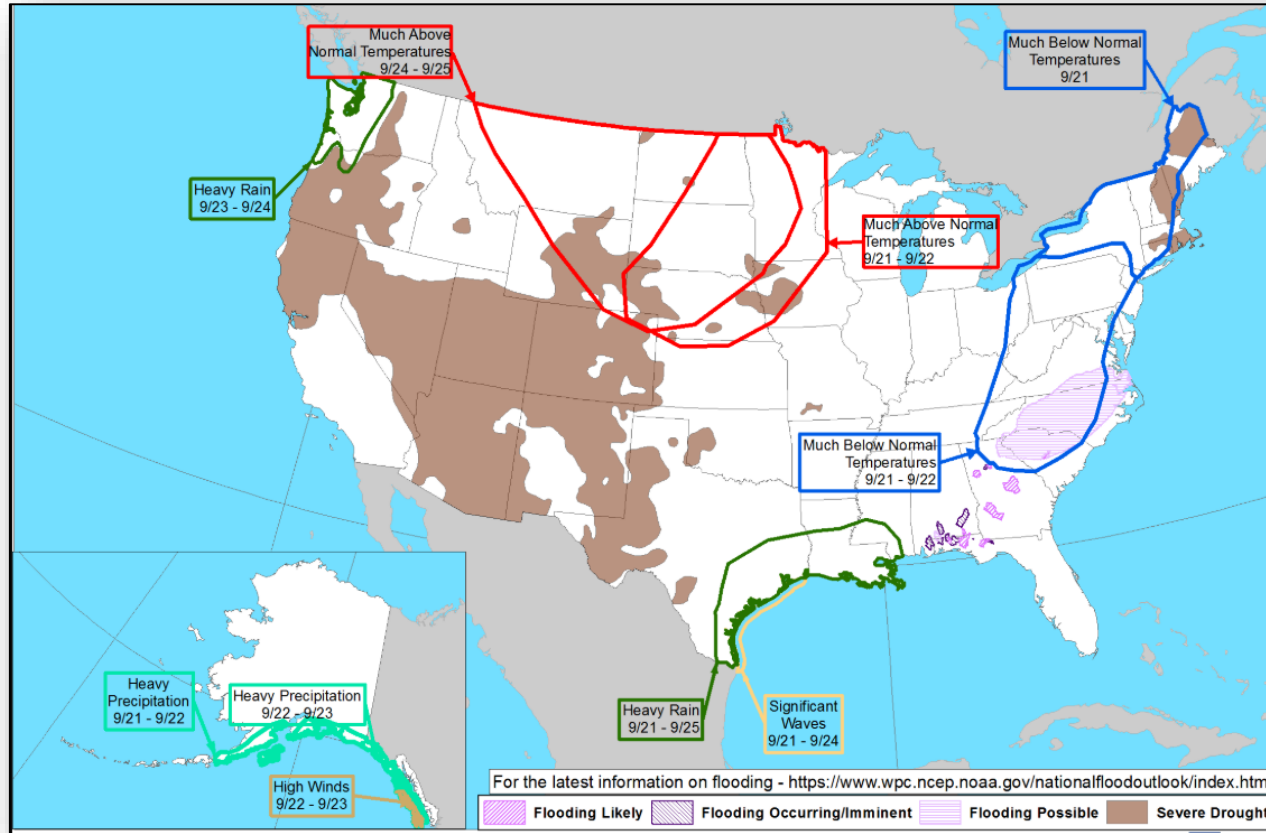 Much Above
Normal Temperatures
9/24 - 9/25
Much Below Normal
Temperatures
9/21
Heavy Rain
9/23 - 9/24
Much Above Normal
Temperatures
9/21 - 9/22
Much Below Normal
Temperatures
9/21 - 9/22
Heavy
Precipitation
9/21 - 9/22
Heavy Precipitation
9/22 - 9/23
High Winds
9/22 - 9/23
Heavy Rain
9/21 - 9/25
Significant
Waves
9/21 - 9/24
For the latest information on flooding - https://www.wpc.ncep.noaa.gov/nationalfloodoutlook/index.htm
Flooding Likely
Flooding Occurring/Imminent
Flooding Possible
Severe Drought